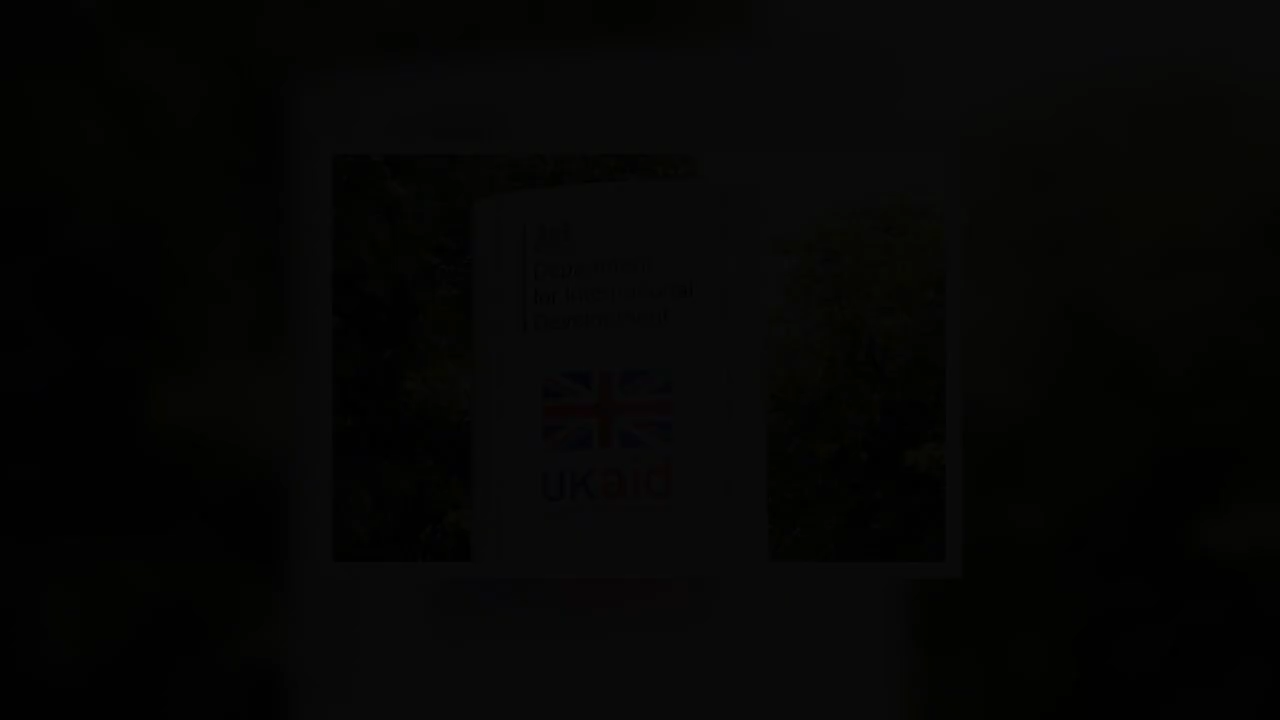 Department
for International
Development
ukaid